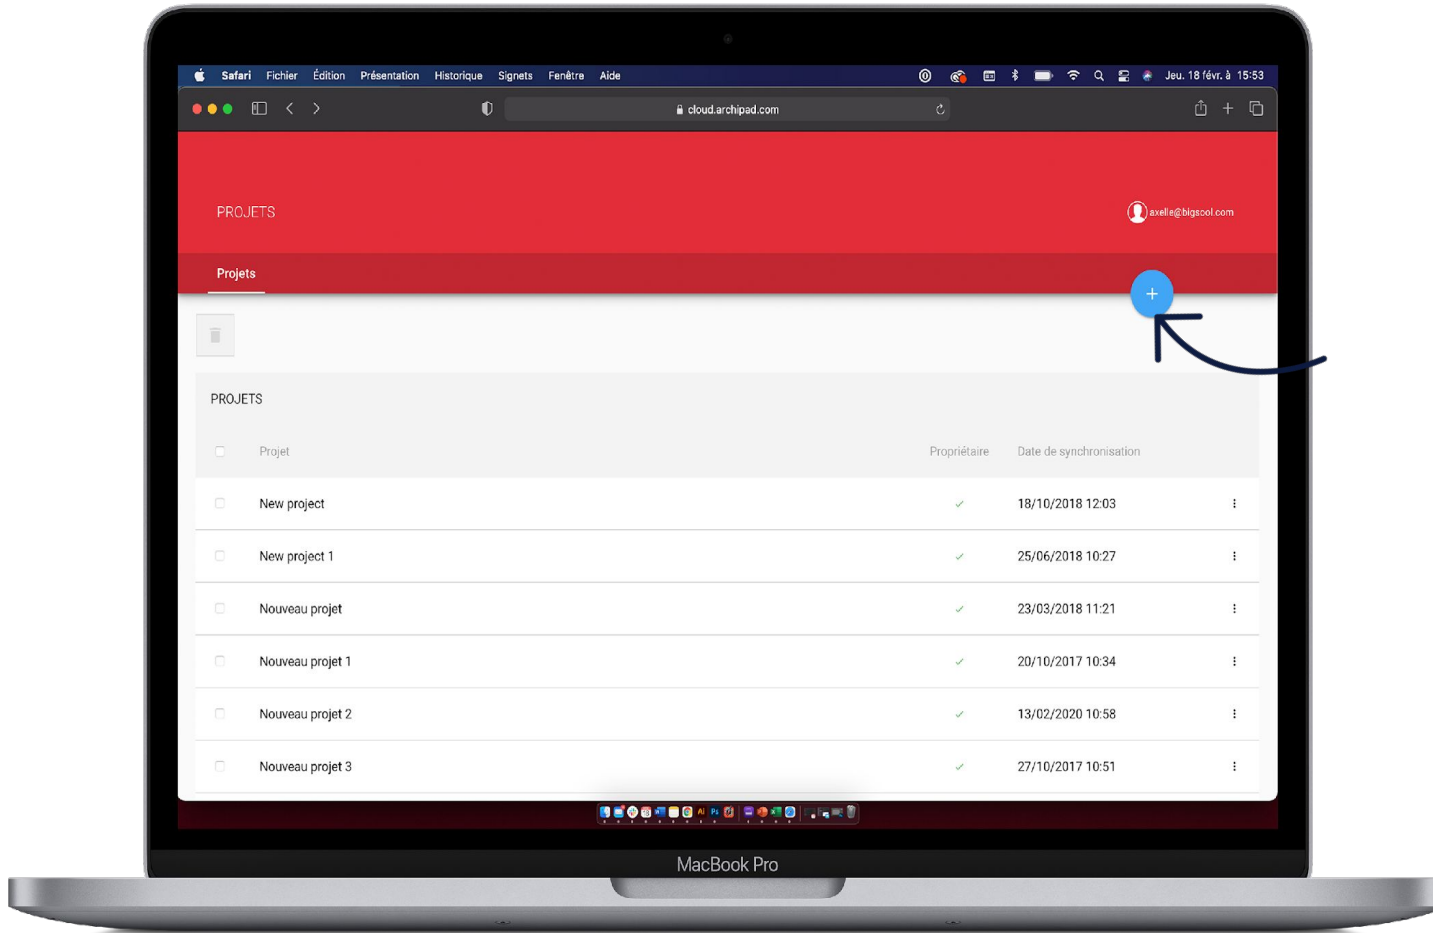 Safari Fichier Édition Présentation Historique Signets Fenêtre Aide Jeu. 18 févr. à 15:53
cloud.archipad.com
PROJETS
axelle@bigsool.com
Projets
+
PROJETS
Projet Propriétaire Date de synchronisation
New project 18/10/2018 12:03
New project 1 25/06/2018 10:27
Nouveau projet 23/03/2018 11:21
Nouveau projet 1 20/10/2017 10:34
Nouveau projet 2 13/02/2020 10:58
Nouveau projet 3 27/10/2017 10:51
Ai Ps
MacBook Pro